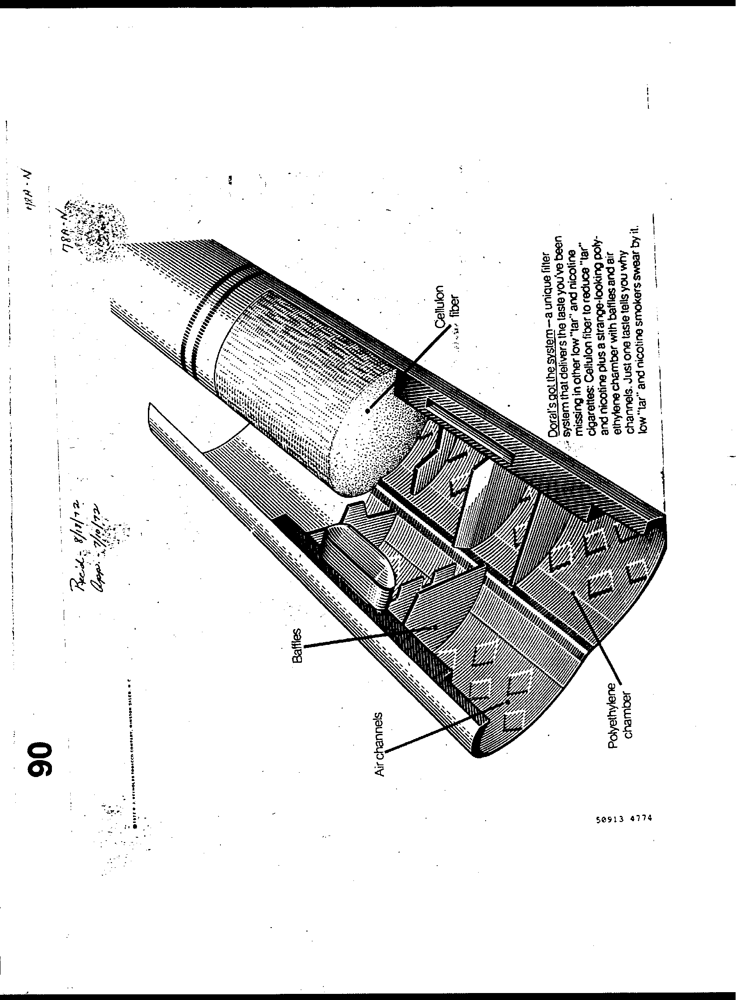 90
78A-N
78A-N
Rec'd - 8/12/72
Appr - 7/10/72
Cellulon
fiber
Baffles
Air channels
Polyethylene
chamber
Doral's got the system—a unique filter
system that delivers the taste you've been
missing in other low "tar" and nicotine
cigarettes: Cellulon fiber to reduce "tar"
and nicotine plus a strange-looking poly-
ethylene chamber with baffles and air
channels. Just one taste tells you why
low "tar" and nicotine smokers swear by it.
50913 4774